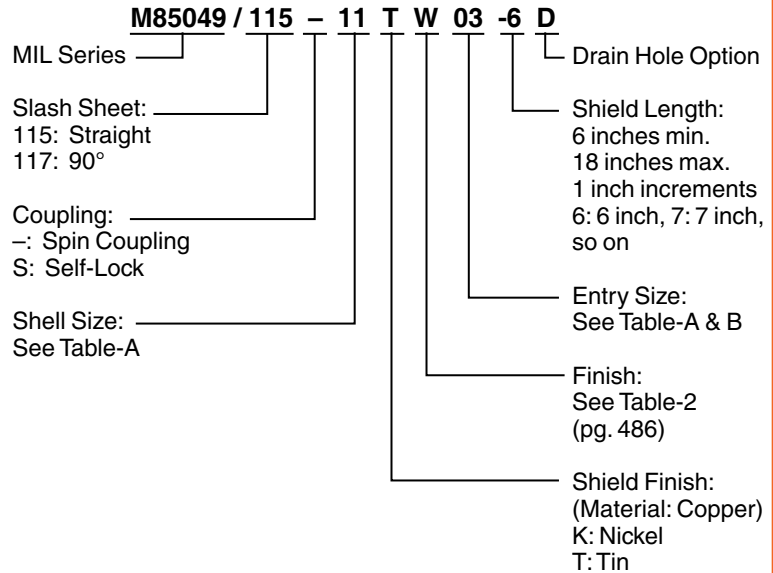 M85049 / 115 – 11 T W 03 -6 D
MIL Series
Slash Sheet:
115: Straight
117: 90°
Coupling:
–: Spin Coupling
S: Self-Lock
Shell Size:
See Table-A
Drain Hole Option
Shield Length:
6 inches min.
18 inches max.
1 inch increments
6: 6 inch, 7: 7 inch,
so on
Entry Size:
See Table-A & B
Finish:
See Table-2
(pg. 486)
Shield Finish:
(Material: Copper)
K: Nickel
T: Tin